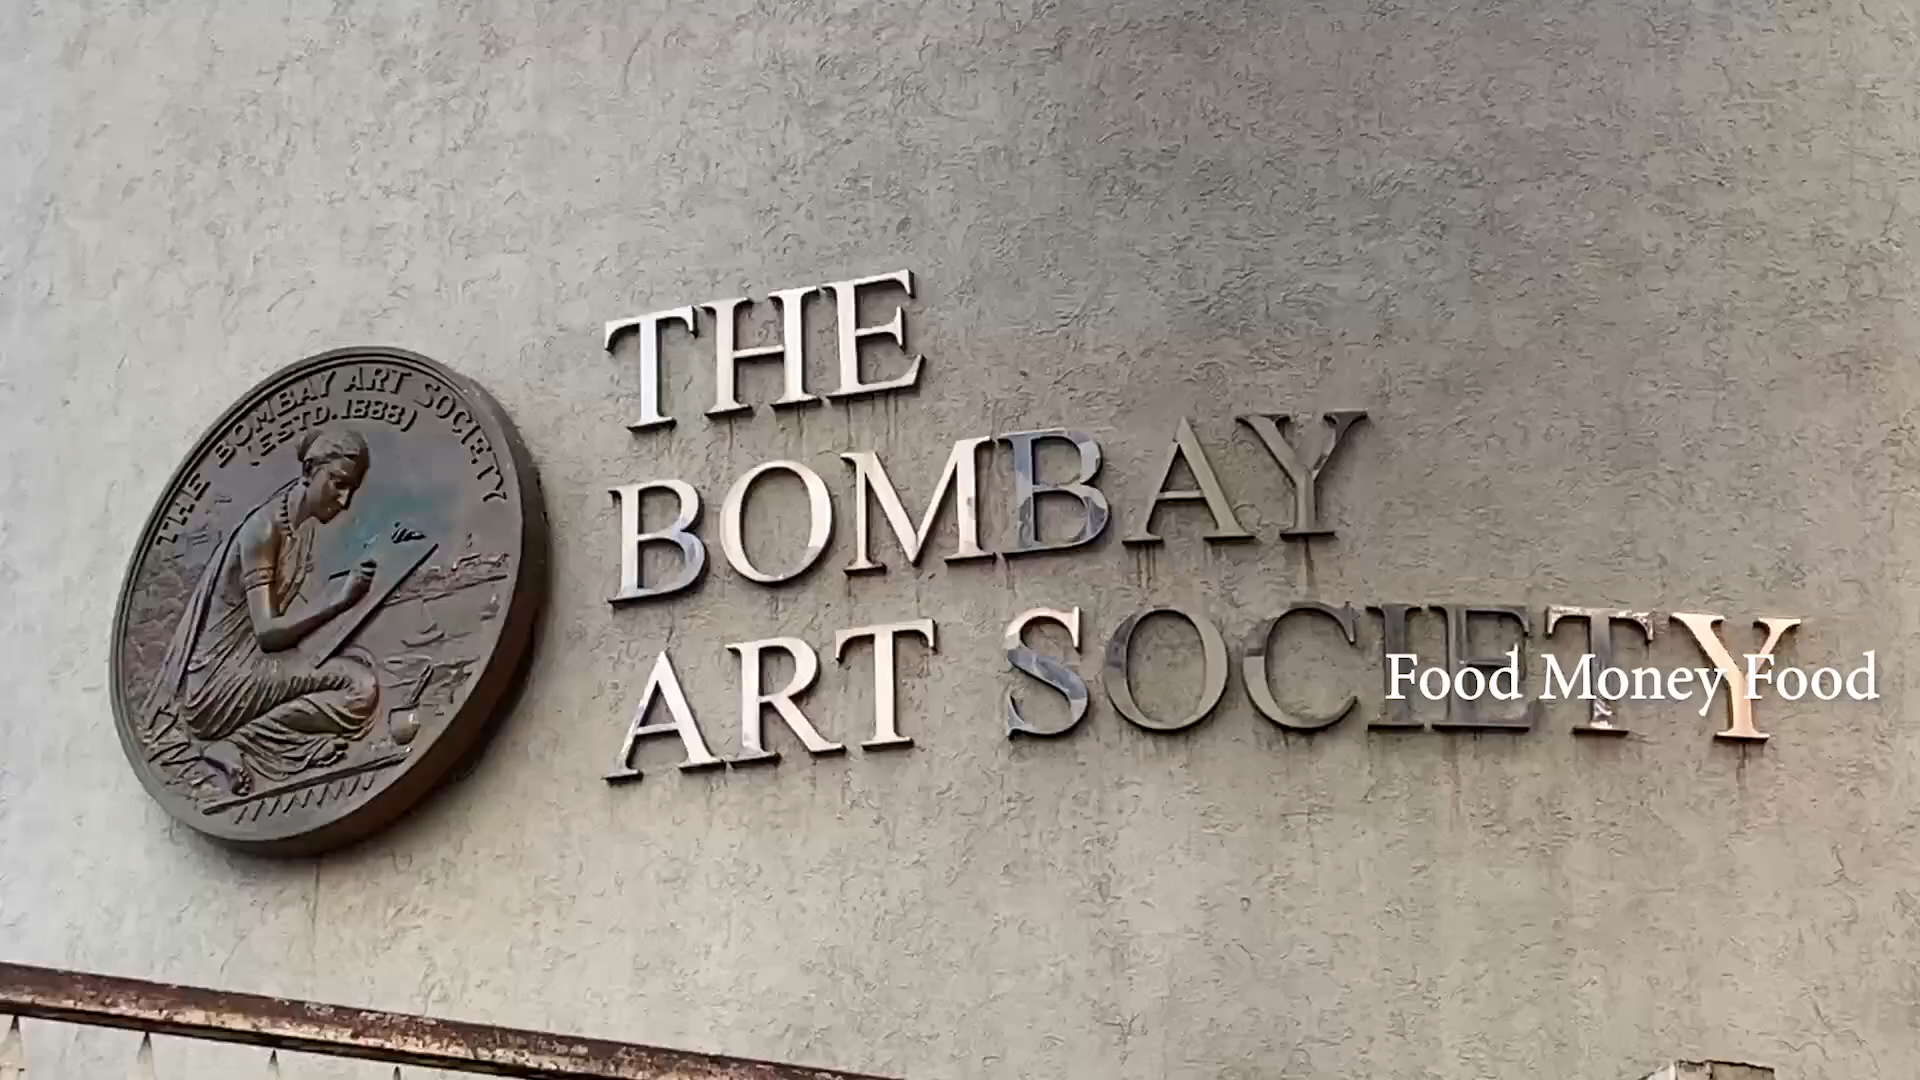 THE BOMBAY ART SOCIETY
(ESTD.1888)
THE
BOMBAY
ART SOCIETY
Food Money Food